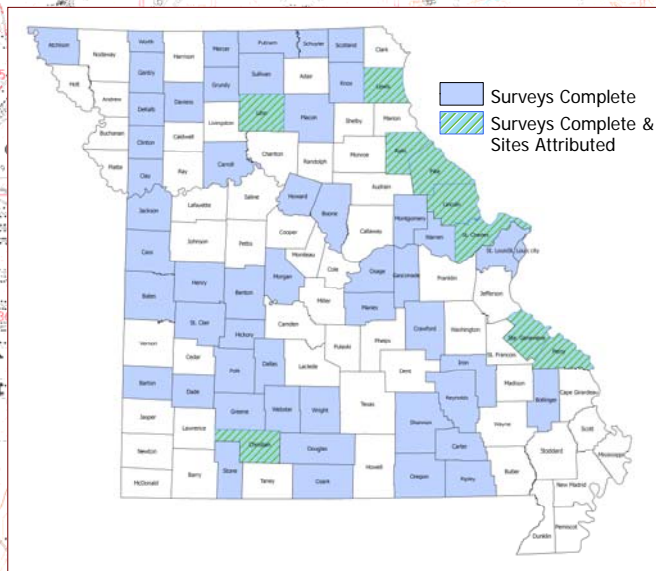 Surveys Complete
Surveys Complete &
Sites Attributed
Atchison
Nodaway
Worth
Harrison
Mercer
Putnam
Schuyler
Scotland
Clark
Holt
Andrew
Gentry
DeKalb
Daviess
Grundy
Sullivan
Adair
Knox
Lewis
Buchanan
Clinton
Caldwell
Livingston
Linn
Macon
Shelby
Marion
Platte
Clay
Ray
Carroll
Chariton
Randolph
Monroe
Ralls
Pike
Jackson
Lafayette
Saline
Howard
Boone
Audrain
Callaway
Montgomery
Lincoln
Warren
St. Charles
Cass
Johnson
Pettis
Cooper
Moniteau
Cole
Osage
Gasconade
Franklin
Jefferson
Bates
Henry
Benton
Morgan
Miller
Maries
Vernon
St. Clair
Hickory
Camden
Pulaski
Phelps
Crawford
Washington
Ste. Genevieve
St. Francois
Perry
Barton
Cedar
Dade
Polk
Dallas
Laclede
Dent
Iron
Madison
Bollinger
Cape Girardeau
Jasper
Lawrence
Greene
Webster
Wright
Texas
Shannon
Reynolds
Wayne
Scott
Newton
McDonald
Barry
Stone
Christian
Taney
Douglas
Ozark
Howell
Oregon
Carter
Ripley
Butler
Stoddard
Mississippi
New Madrid
Dunklin
Pemiscot